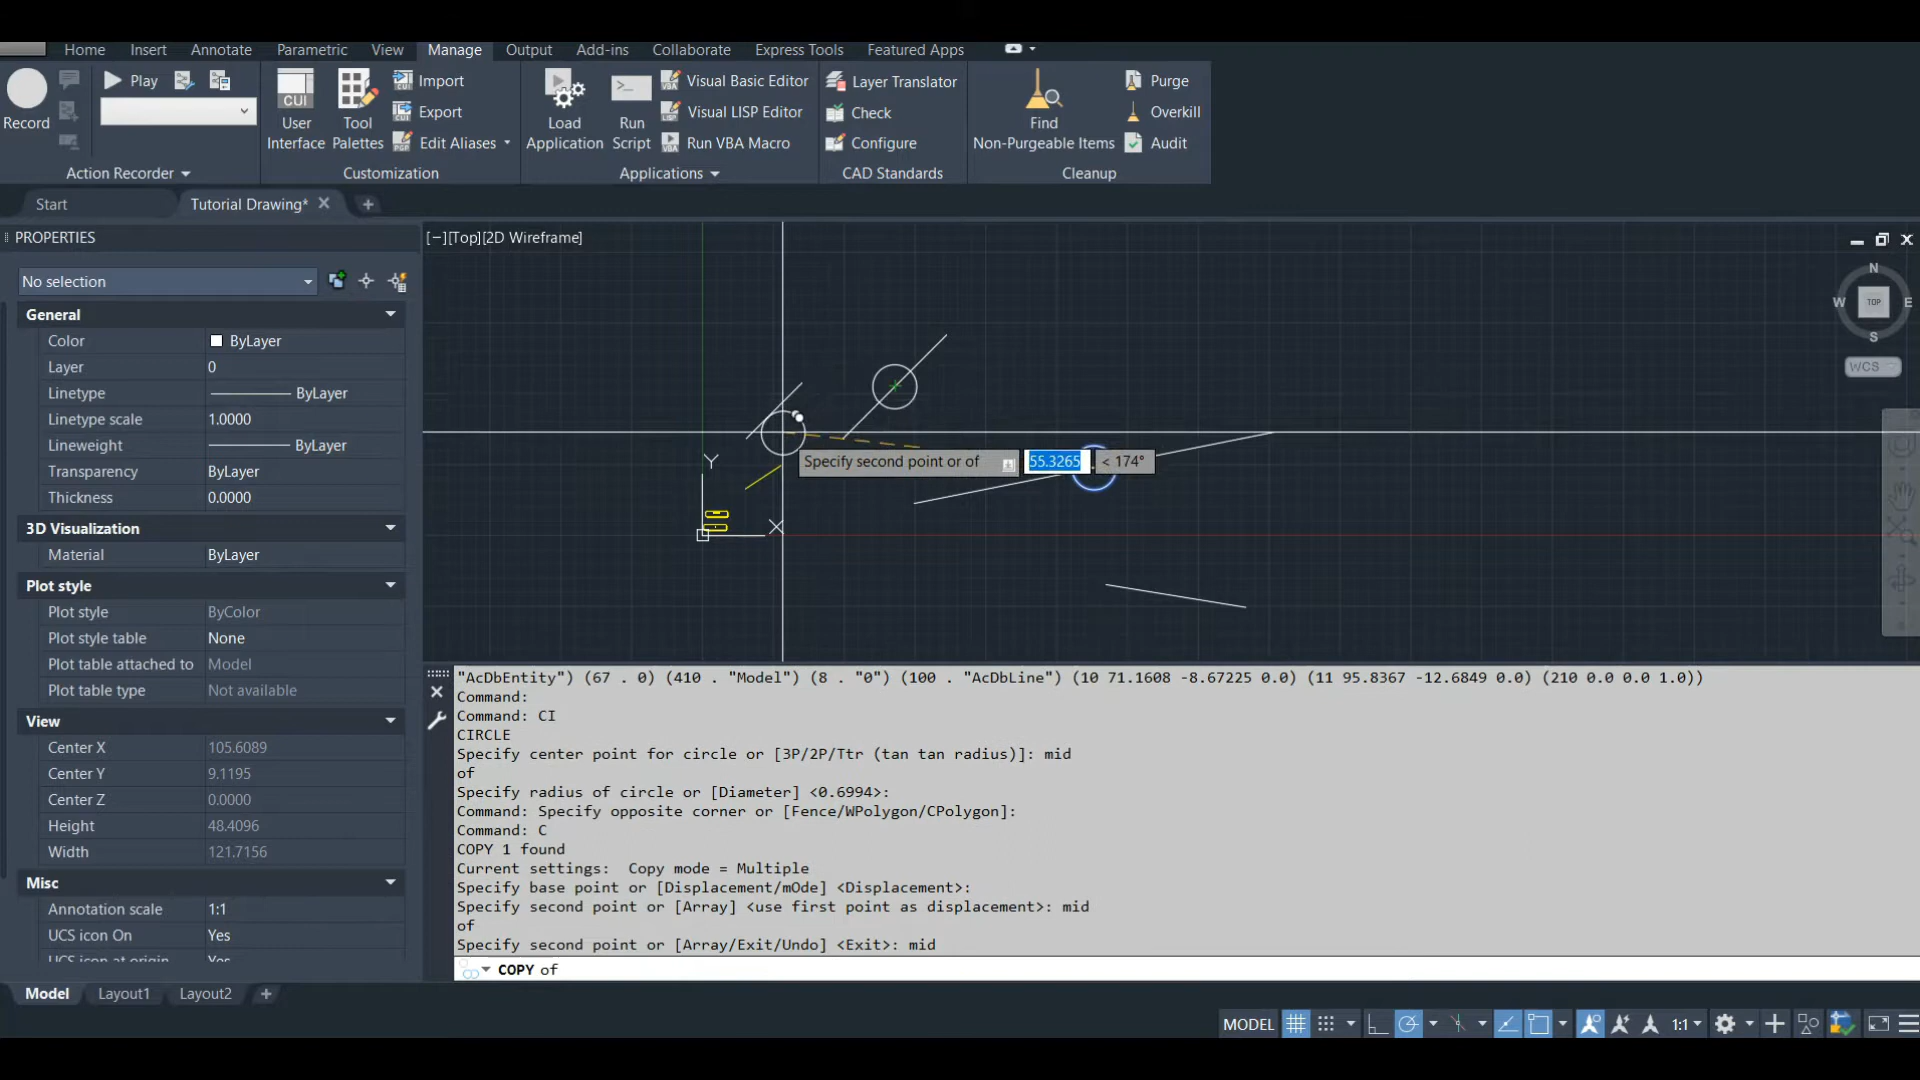 Home Insert Annotate Parametric View Manage Output Add-ins Collaborate Express Tools Featured Apps
Record
Play
Action Recorder
CUI
User
Interface
Tool
Palettes
Import
Export
Edit Aliases
Customization
Load
Application
Run
Script
Visual Basic Editor
Visual LISP Editor
Run VBA Macro
Applications
Layer Translator
Check
Configure
CAD Standards
Find
Non-Purgeable Items
Purge
Overkill
Audit
Cleanup
Start
Tutorial Drawing*
PROPERTIES
No selection
General
Color ByLayer
Layer 0
Linetype ByLayer
Linetype scale 1.0000
Lineweight ByLayer
Transparency ByLayer
Thickness 0.0000
3D Visualization
Material ByLayer
Plot style
Plot style ByColor
Plot style table None
Plot table attached to Model
Plot table type Not available
View
Center X 105.6089
Center Y 9.1195
Center Z 0.0000
Height 48.4096
Width 121.7156
Misc
Annotation scale 1:1
UCS icon On Yes
UCS icon at origin Yes
[−][Top][2D Wireframe]
N
W TOP E
S
WCS
Y
X
Specify second point or of 55.3265 < 174°
"AcDbEntity") (67 . 0) (410 . "Model") (8 . "0") (100 . "AcDbLine") (10 71.1608 -8.67225 0.0) (11 95.8367 -12.6849 0.0) (210 0.0 0.0 1.0))
Command:
Command: CI
CIRCLE
Specify center point for circle or [3P/2P/Ttr (tan tan radius)]: mid
of
Specify radius of circle or [Diameter] <0.6994>:
Command: Specify opposite corner or [Fence/WPolygon/CPolygon]:
Command: C
COPY 1 found
Current settings:  Copy mode = Multiple
Specify base point or [Displacement/mOde] <Displacement>:
Specify second point or [Array] <use first point as displacement>: mid
of
Specify second point or [Array/Exit/Undo] <Exit>: mid
COPY of
Model Layout1 Layout2
MODEL 1:1